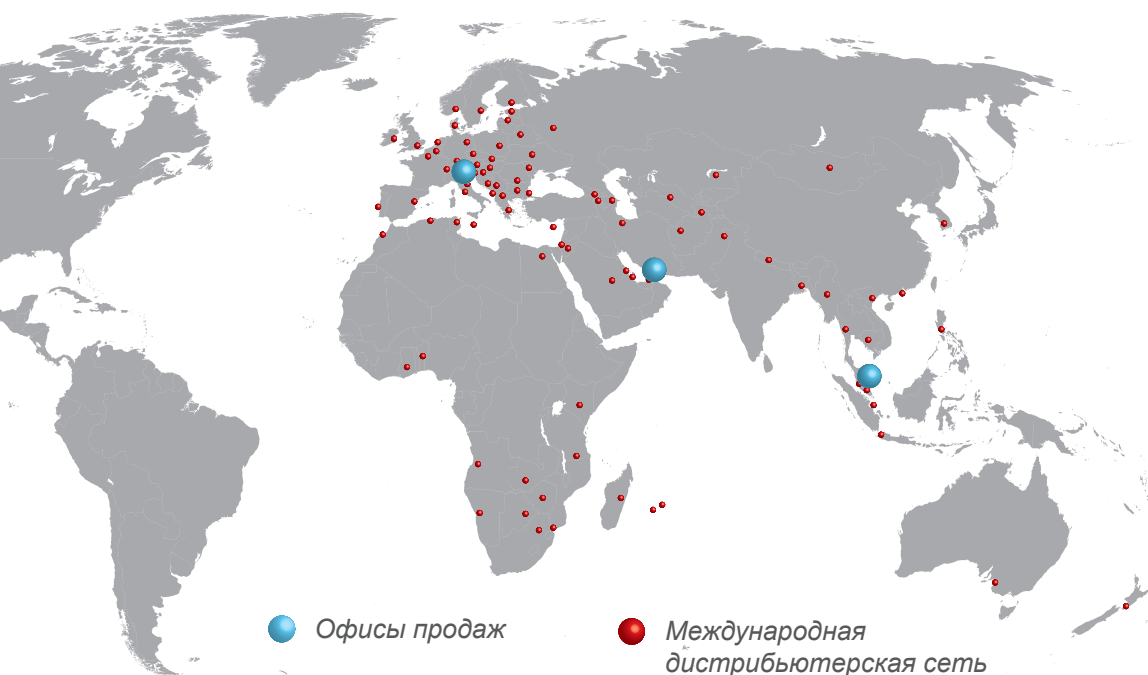 Офисы продаж
Международная
дистрибьютерская сеть